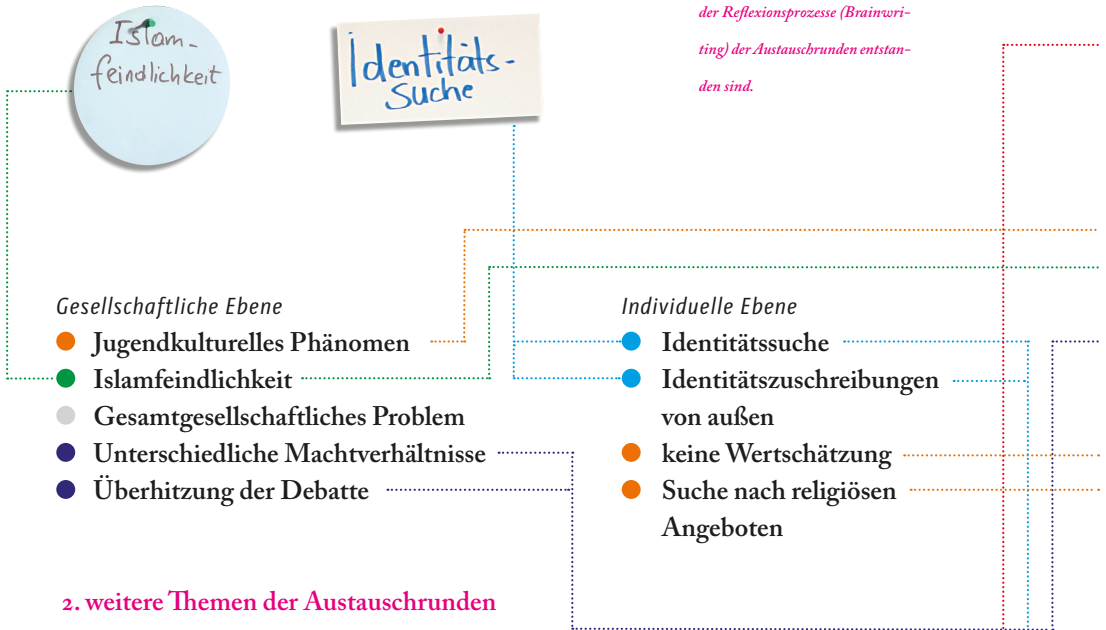 Islam-
feindlichkeit
Identitäts-
Suche
der Reflexionsprozesse (Brainwri-
ting) der Austauschrunden entstan-
den sind.
Gesellschaftliche Ebene
Jugendkulturelles Phänomen
Islamfeindlichkeit
Gesamtgesellschaftliches Problem
Unterschiedliche Machtverhältnisse
Überhitzung der Debatte
Individuelle Ebene
Identitätssuche
Identitätszuschreibungen
von außen
keine Wertschätzung
Suche nach religiösen
Angeboten
2. weitere Themen der Austauschrunden